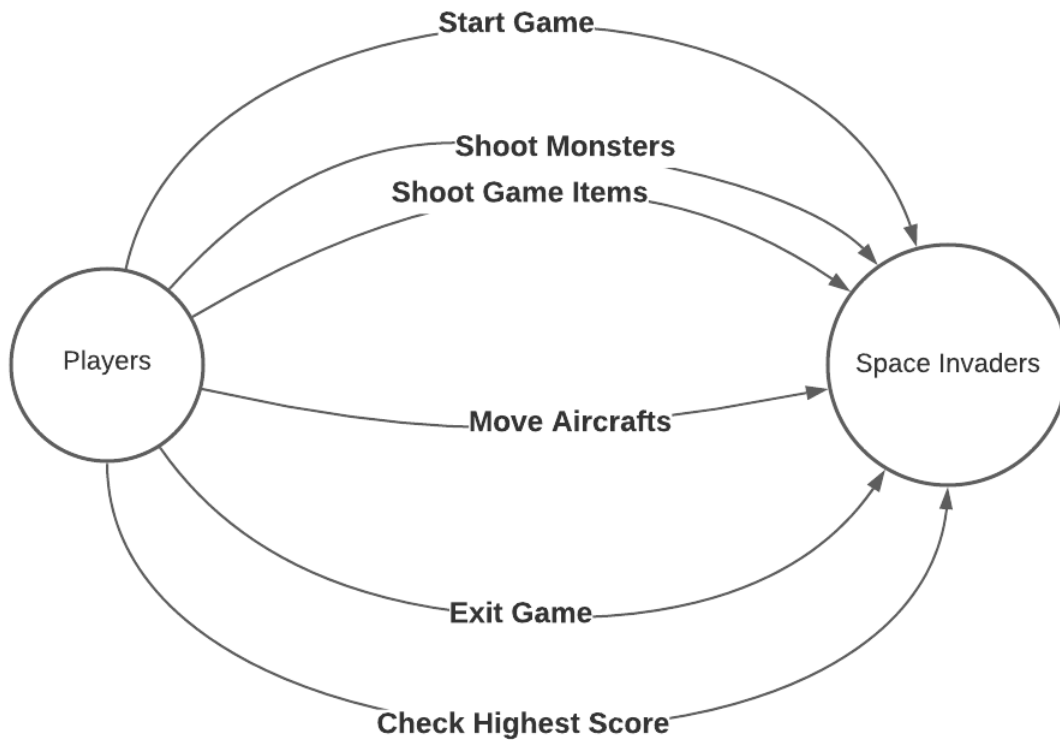 Start Game
Shoot Monsters
Shoot Game Items
Players
Space Invaders
Move Aircrafts
Exit Game
Check Highest Score